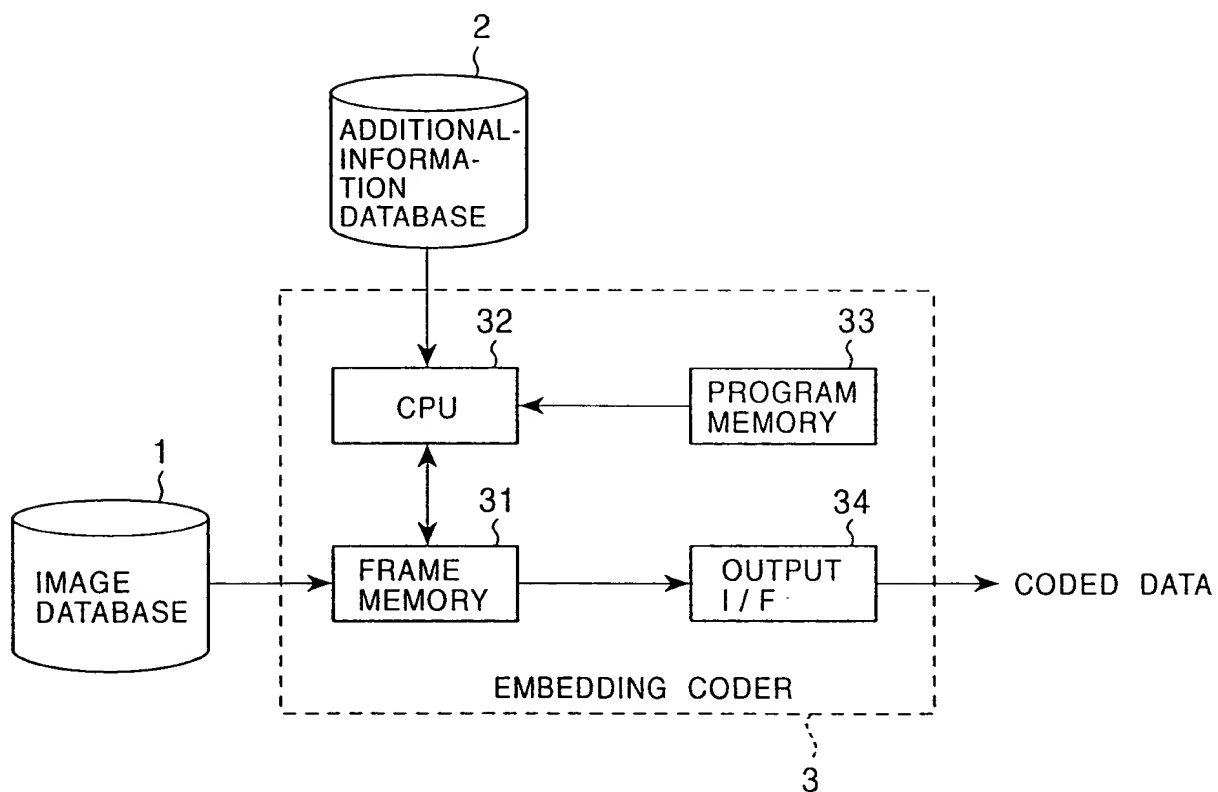 2
ADDITIONAL-
INFORMA-
TION
DATABASE
32
CPU
33
PROGRAM
MEMORY
1
IMAGE
DATABASE
31
FRAME
MEMORY
34
OUTPUT
I/F
CODED DATA
EMBEDDING CODER
3